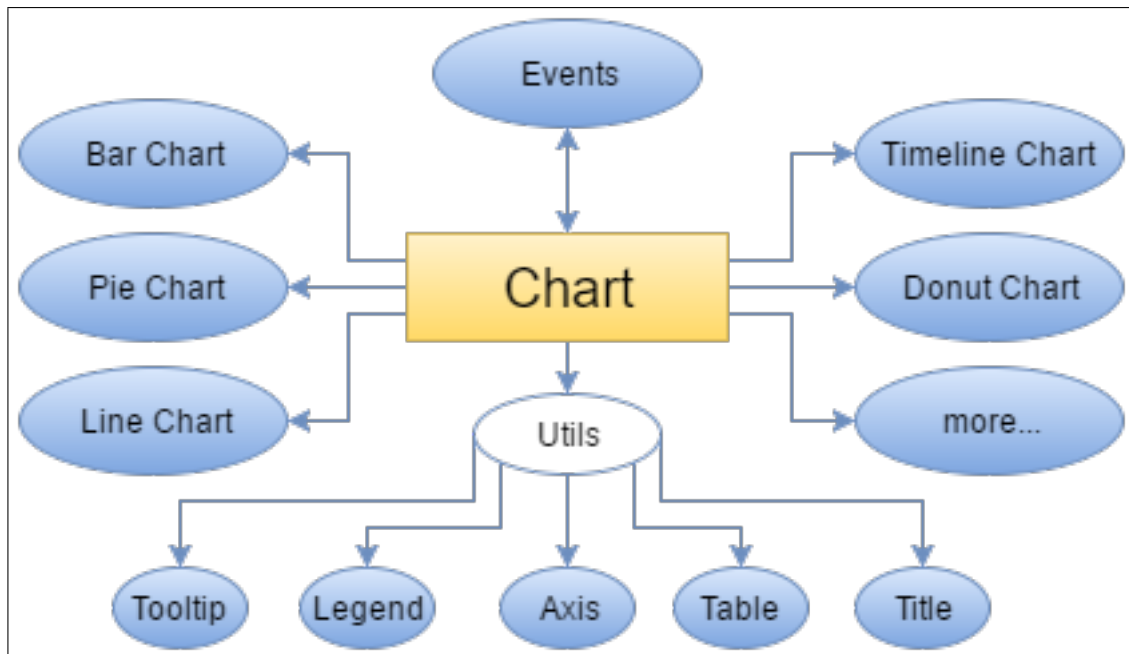 Events
Bar Chart
Timeline Chart
Pie Chart
Chart
Donut Chart
Line Chart
Utils
more...
Tooltip
Legend
Axis
Table
Title